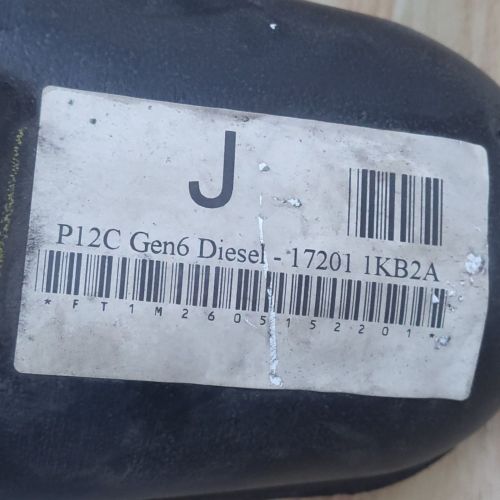 J
P12C Gen6 Diesel - 17201 1KB2A
*FT1M2605152201*